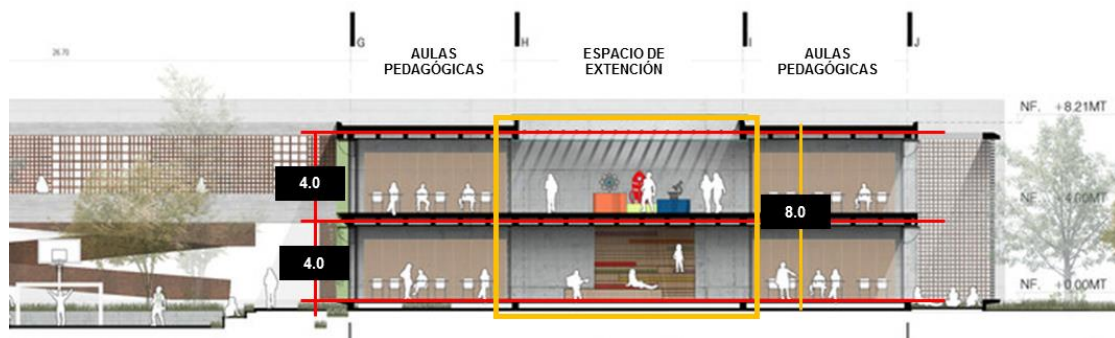 G
H
I
J
26.70
AULAS
PEDAGÓGICAS
ESPACIO DE
EXTENCIÓN
AULAS
PEDAGÓGICAS
NF. +8.21MT
4.0
8.0
NF. +4.00MT
4.0
NF. +0.00MT